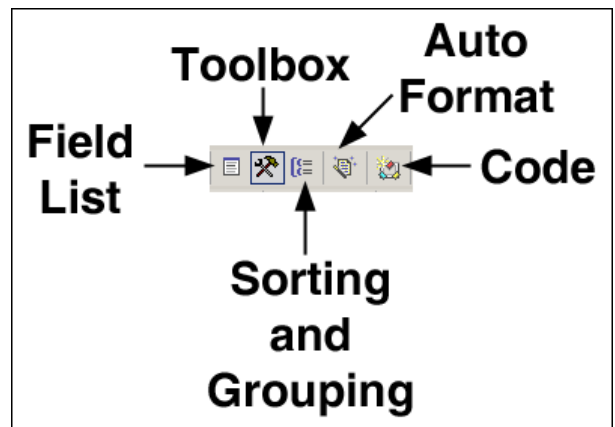 Auto
Format
Toolbox
Field
List
Code
Sorting
and
Grouping